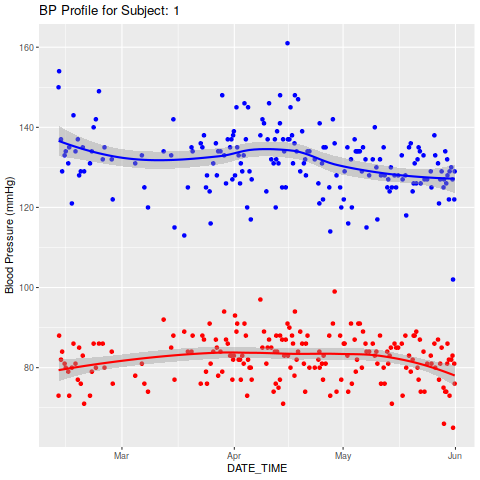 BP Profile for Subject: 1
160
140
120
100
80
Blood Pressure (mmHg)
Mar Apr May Jun
DATE_TIME